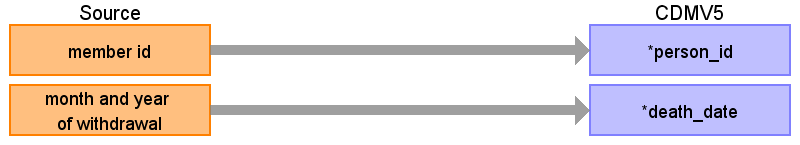 Source
CDMV5
member id
*person_id
month and year
of withdrawal
*death_date